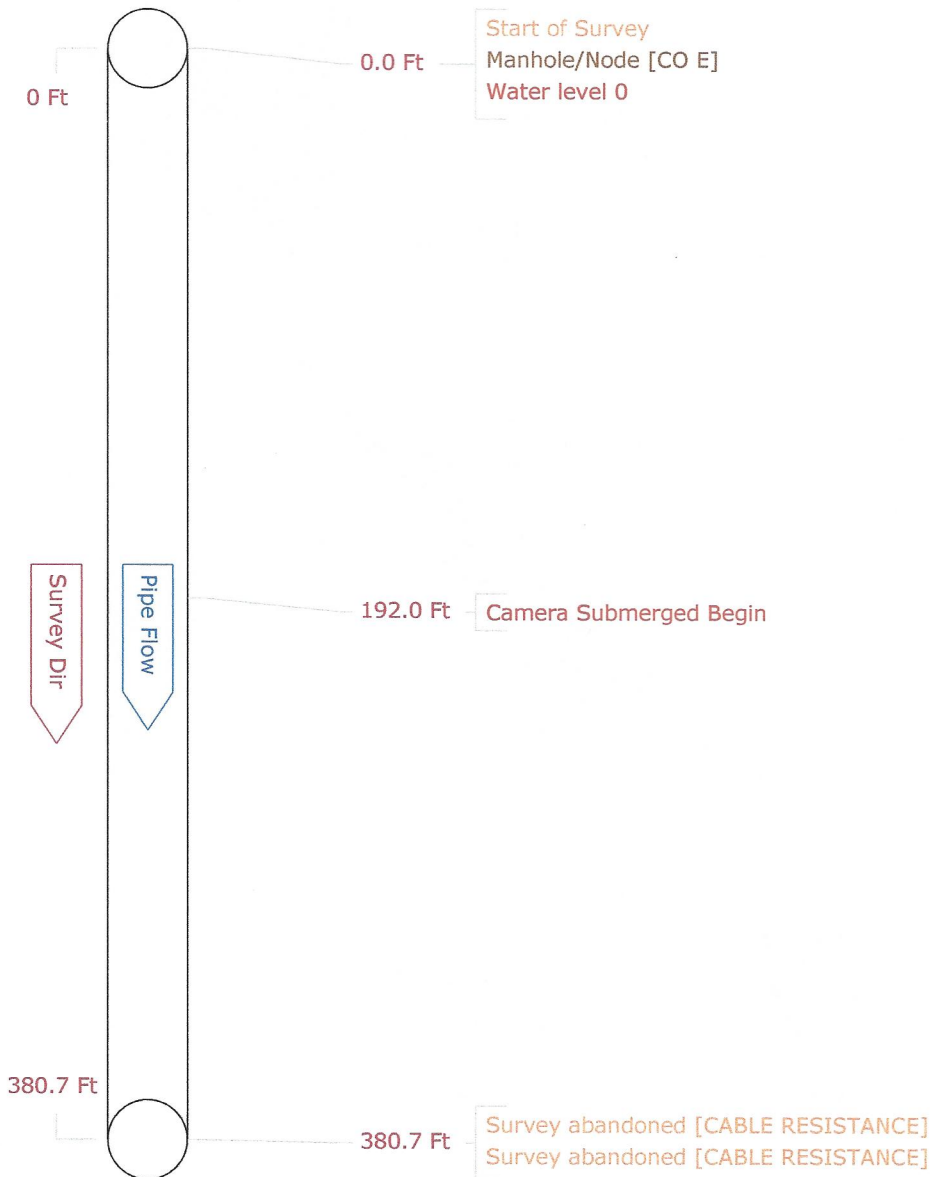 Start of Survey
0.0 Ft
Manhole/Node [CO E]
Water level 0
0 Ft
Survey Dir
Pipe Flow
192.0 Ft
Camera Submerged Begin
380.7 Ft
380.7 Ft
Survey abandoned [CABLE RESISTANCE]
Survey abandoned [CABLE RESISTANCE]